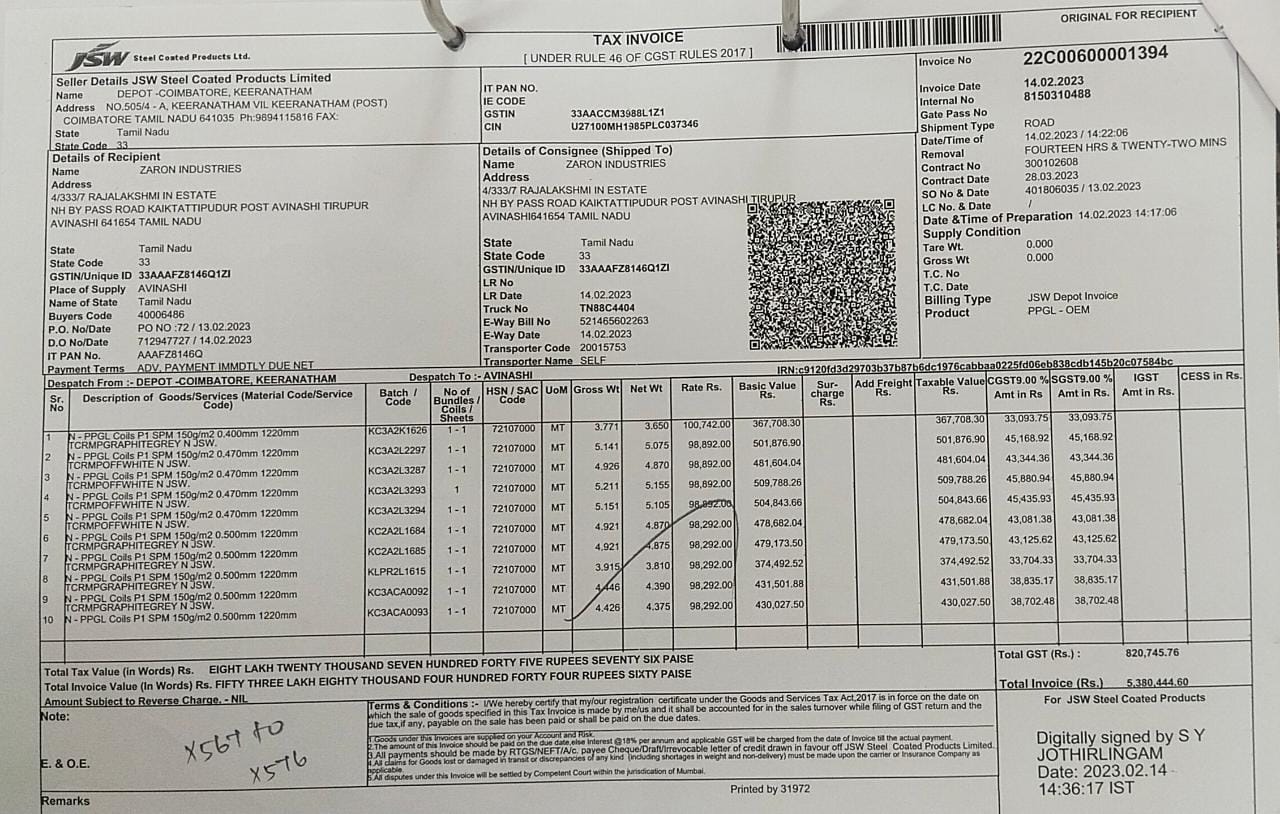 ORIGINAL FOR RECIPIENT
JSW Steel Coated Products Ltd.
TAX INVOICE
[ UNDER RULE 46 OF CGST RULES 2017 ]
Seller Details JSW Steel Coated Products Limited
Name DEPOT -COIMBATORE, KEERANATHAM
Address NO.505/4 - A, KEERANATHAM VIL KEERANATHAM (POST)
COIMBATORE TAMIL NADU 641035 Ph:9894115816 FAX:
State Tamil Nadu
State Code 33
IT PAN NO.
IE CODE
GSTIN 33AACCM3988L1Z1
CIN U27100MH1985PLC037346
Invoice No 22C00600001394
Invoice Date 14.02.2023
Internal No 8150310488
Gate Pass No
Shipment Type ROAD
Date/Time of 14.02.2023 / 14:22:06
Removal FOURTEEN HRS & TWENTY-TWO MINS
Contract No 300102608
Contract Date 28.03.2023
SO No & Date 401806035 / 13.02.2023
LC No. & Date /
Date &Time of Preparation 14.02.2023 14:17:06
Supply Condition
Tare Wt. 0.000
Gross Wt 0.000
T.C. No
T.C. Date
Billing Type JSW Depot Invoice
Product PPGL - OEM
Details of Recipient
Name ZARON INDUSTRIES
Address
4/333/7 RAJALAKSHMI IN ESTATE
NH BY PASS ROAD KAIKTATTIPUDUR POST AVINASHI TIRUPUR
AVINASHI 641654 TAMIL NADU
State Tamil Nadu
State Code 33
GSTIN/Unique ID 33AAAFZ8146Q1ZI
Place of Supply AVINASHI
Name of State Tamil Nadu
Buyers Code 40006486
P.O. No/Date PO NO :72 / 13.02.2023
D.O No/Date 712947727 / 14.02.2023
IT PAN No. AAAFZ8146Q
Payment Terms ADV. PAYMENT IMMDTLY DUE NET
Details of Consignee (Shipped To)
Name ZARON INDUSTRIES
Address
4/333/7 RAJALAKSHMI IN ESTATE
NH BY PASS ROAD KAIKTATTIPUDUR POST AVINASHI TIRUPUR
AVINASHI641654 TAMIL NADU
State Tamil Nadu
State Code 33
GSTIN/Unique ID 33AAAFZ8146Q1ZI
LR No
LR Date 14.02.2023
Truck No TN88C4404
E-Way Bill No 521465602263
E-Way Date 14.02.2023
Transporter Code 20015753
Transporter Name SELF
IRN:c9120fd3d29703b37b87b6dc1976cabbaa0225fd06eb838cdb145b20c07584bc
Despatch From :- DEPOT -COIMBATORE, KEERANATHAM Despatch To :- AVINASHI
Sr. No Description of Goods/Services (Material Code/Service Code) Batch / Code No of Bundles / Coils / Sheets HSN / SAC Code UoM Gross Wt Net Wt Rate Rs. Basic Value Rs. Sur-charge Rs. Add Freight Rs. Taxable Value Rs. CGST9.00 % Amt in Rs SGST9.00 % Amt in Rs. IGST Amt in Rs. CESS in Rs.
1 N - PPGL Coils P1 SPM 150g/m2 0.400mm 1220mm KC3A2K1626 1 - 1 72107000 MT 3.771 3.650 100,742.00 367,708.30 367,708.30 33,093.75 33,093.75
TCRMPGRAPHITEGREY N JSW.
2 N - PPGL Coils P1 SPM 150g/m2 0.470mm 1220mm KC3A2L2297 1 - 1 72107000 MT 5.141 5.075 98,892.00 501,876.90 501,876.90 45,168.92 45,168.92
TCRMPOFFWHITE N JSW.
3 N - PPGL Coils P1 SPM 150g/m2 0.470mm 1220mm KC3A2L3287 1 - 1 72107000 MT 4.926 4.870 98,892.00 481,604.04 481,604.04 43,344.36 43,344.36
TCRMPOFFWHITE N JSW.
4 N - PPGL Coils P1 SPM 150g/m2 0.470mm 1220mm KC3A2L3293 1 72107000 MT 5.211 5.155 98,892.00 509,788.26 509,788.26 45,880.94 45,880.94
TCRMPOFFWHITE N JSW.
5 N - PPGL Coils P1 SPM 150g/m2 0.470mm 1220mm KC3A2L3294 1 - 1 72107000 MT 5.151 5.105 98,892.00 504,843.66 504,843.66 45,435.93 45,435.93
TCRMPOFFWHITE N JSW.
6 N - PPGL Coils P1 SPM 150g/m2 0.500mm 1220mm KC2A2L1684 1 - 1 72107000 MT 4.921 4.870 98,292.00 478,682.04 478,682.04 43,081.38 43,081.38
TCRMPGRAPHITEGREY N JSW.
7 N - PPGL Coils P1 SPM 150g/m2 0.500mm 1220mm KC2A2L1685 1 - 1 72107000 MT 4.921 4.875 98,292.00 479,173.50 479,173.50 43,125.62 43,125.62
TCRMPGRAPHITEGREY N JSW.
8 N - PPGL Coils P1 SPM 150g/m2 0.500mm 1220mm KLPR2L1615 1 - 1 72107000 MT 3.915 3.810 98,292.00 374,492.52 374,492.52 33,704.33 33,704.33
TCRMPGRAPHITEGREY N JSW.
9 N - PPGL Coils P1 SPM 150g/m2 0.500mm 1220mm KC3ACA0092 1 - 1 72107000 MT 4.446 4.390 98,292.00 431,501.88 431,501.88 38,835.17 38,835.17
TCRMPGRAPHITEGREY N JSW.
10 N - PPGL Coils P1 SPM 150g/m2 0.500mm 1220mm KC3ACA0093 1 - 1 72107000 MT 4.426 4.375 98,292.00 430,027.50 430,027.50 38,702.48 38,702.48
Total Tax Value (in Words) Rs. EIGHT LAKH TWENTY THOUSAND SEVEN HUNDRED FORTY FIVE RUPEES SEVENTY SIX PAISE
Total GST (Rs.) : 820,745.76
Total Invoice Value (In Words) Rs. FIFTY THREE LAKH EIGHTY THOUSAND FOUR HUNDRED FORTY FOUR RUPEES SIXTY PAISE
Total Invoice (Rs.) 5,380,444.60
Amount Subject to Reverse Charge. - NIL
Note:
X567 to
X576
E. & O.E.
Remarks
Terms & Conditions :- I/We hereby certify that my/our registration certificate under the Goods and Services Tax Act,2017 is in force on the date on
which the sale of goods specified in this Tax Invoice is made by me/us and it shall be accounted for in the sales turnover while filing of GST return and the
due tax,if any, payable on the sale has been paid or shall be paid on the due dates.
1.Goods under this Invoices are supplied on your Account and Risk.
2.The amount of this Invoice should be paid on the due date,else Interest @18% per annum and applicable GST will be charged from the date of Invoice till the actual payment.
3.All payments should be made by RTGS/NEFT/A/c. payee Cheque/Draft/Irrevocable letter of credit drawn in favour off JSW Steel Coated Products Limited.
4.All claims for Goods lost or damaged in transit or discrepancies of any kind (including shortages in weight and non-delivery) must be made upon the carrier or Insurance Company as
applicable.
5.All disputes under this Invoice will be settled by Competent Court within the jurisdiction of Mumbai.
Printed by 31972
For JSW Steel Coated Products
Digitally signed by S Y
JOTHIRLINGAM
Date: 2023.02.14
14:36:17 IST